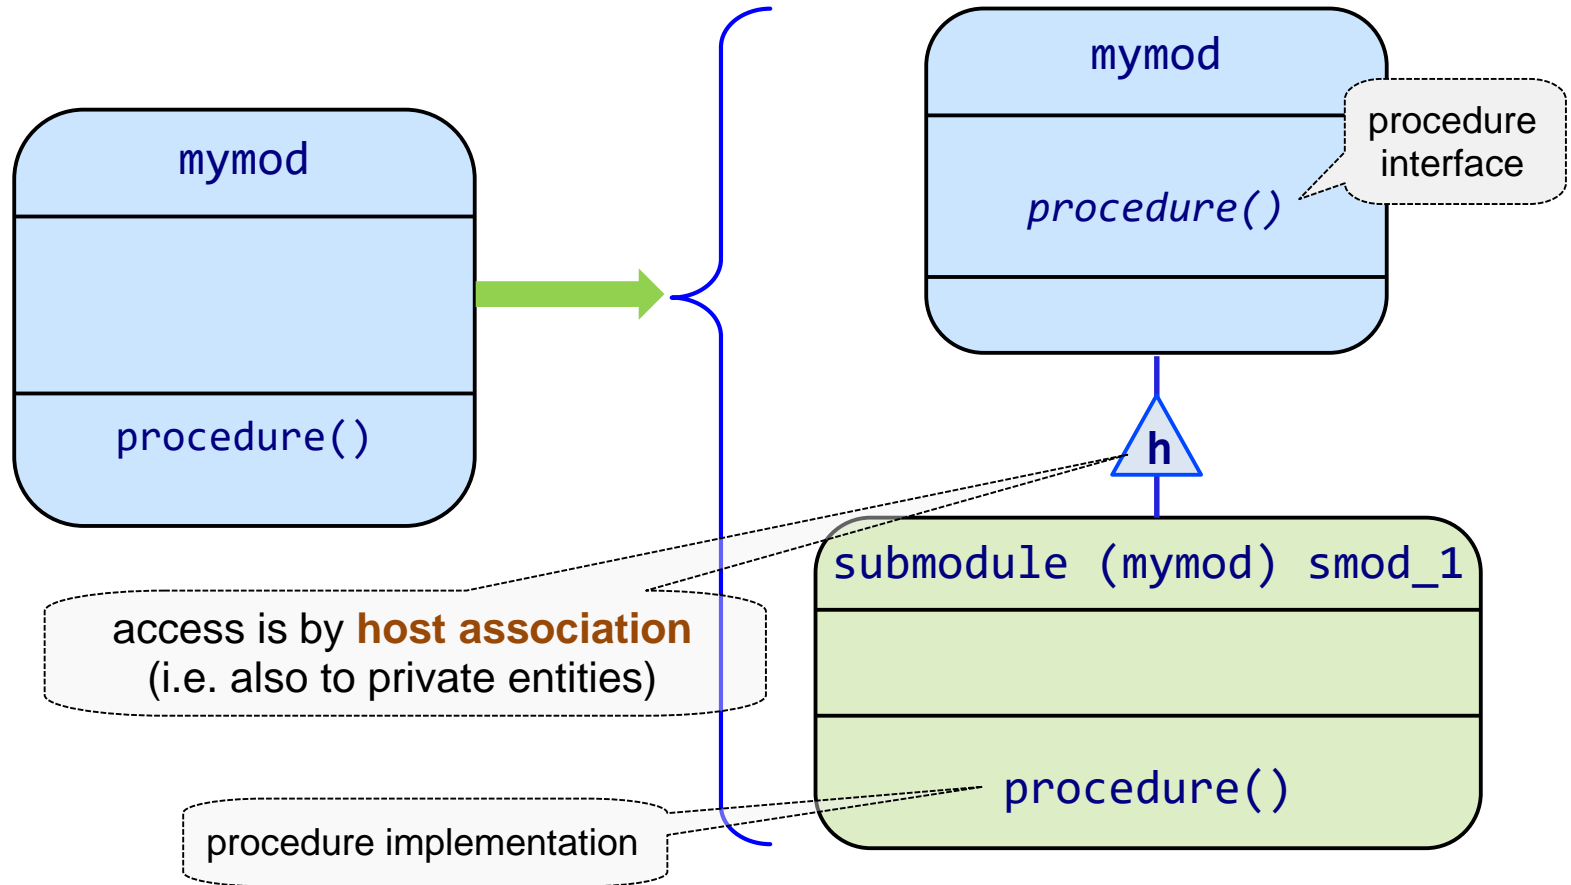 mymod
procedure()
mymod
procedure
interface
procedure()
h
access is by host association
(i.e. also to private entities)
submodule (mymod) smod_1
procedure()
procedure implementation